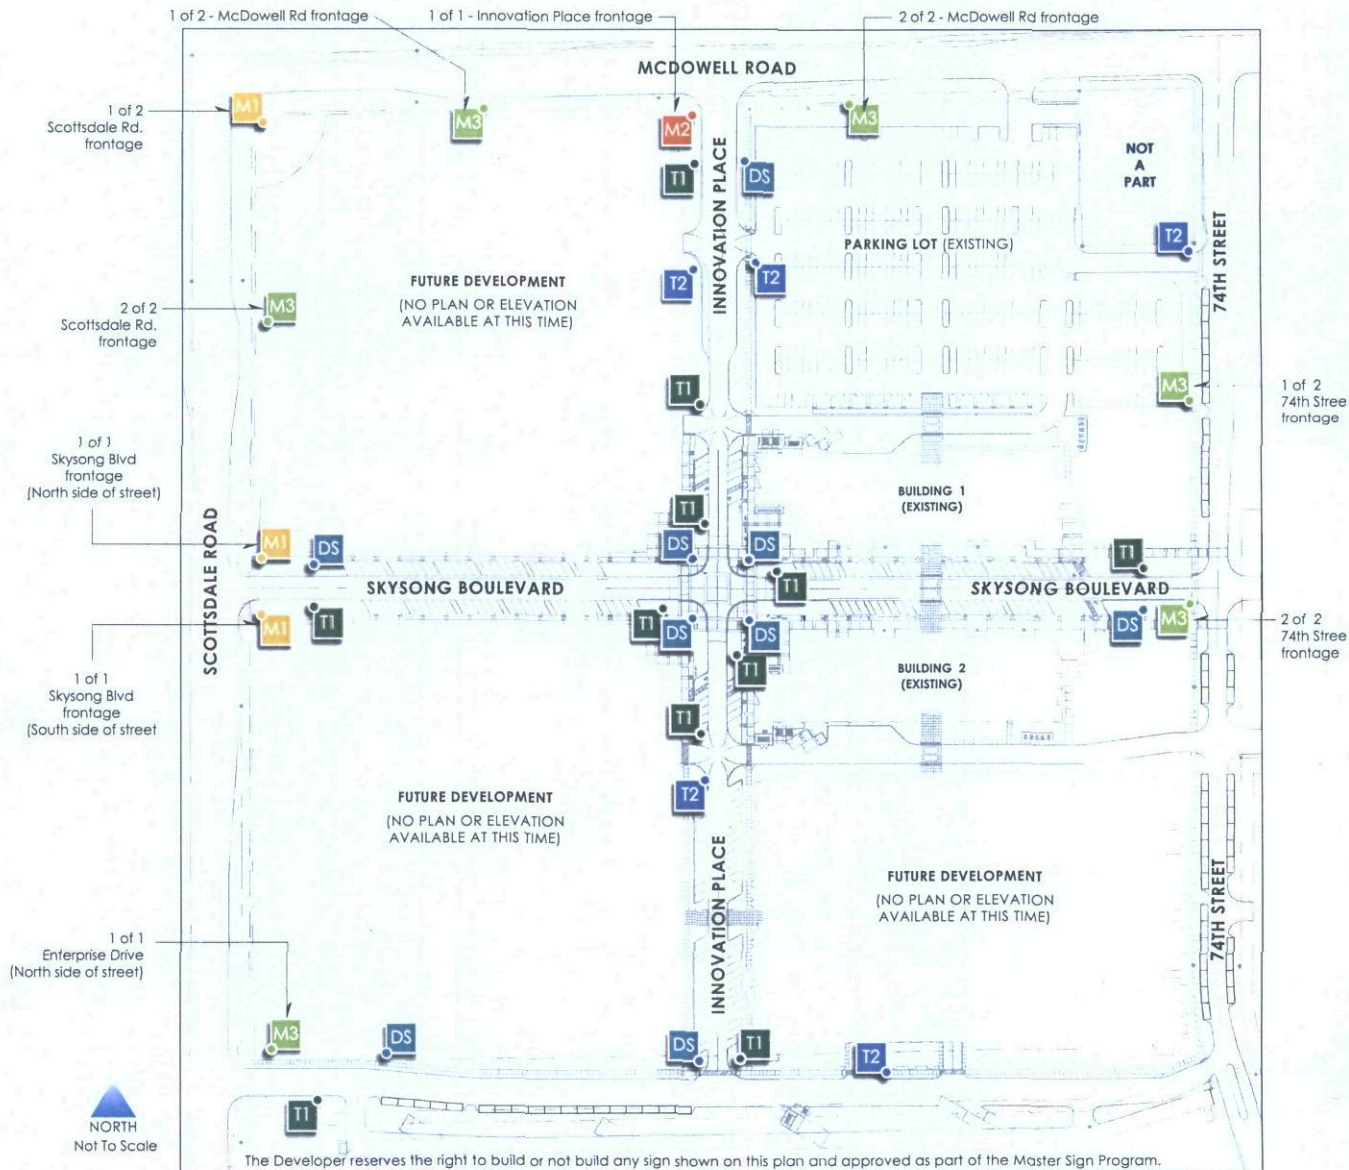 1 of 2 - McDowell Rd frontage
1 of 1 - Innovation Place frontage
2 of 2 - McDowell Rd frontage
MCDOWELL ROAD
1 of 2
Scottsdale Rd.
frontage
M1
M3
M2
M3
T1
DS
INNOVATION PLACE
NOT
A
PART
T2
74TH STREET
PARKING LOT (EXISTING)
FUTURE DEVELOPMENT
(NO PLAN OR ELEVATION
AVAILABLE AT THIS TIME)
T2
T2
2 of 2
Scottsdale Rd.
frontage
M3
T1
M3
1 of 2
74th Stree
frontage
1 of 1
Skysong Blvd
frontage
(North side of street)
BUILDING 1
(EXISTING)
T1
SCOTTSDALE ROAD
M1
DS
DS
DS
T1
SKYSONG BOULEVARD
T1
SKYSONG BOULEVARD
M1
T1
T1
DS
DS
DS
M3
2 of 2
74th Stree
frontage
1 of 1
Skysong Blvd
frontage
(South side of street
T1
BUILDING 2
(EXISTING)
T1
T2
FUTURE DEVELOPMENT
(NO PLAN OR ELEVATION
AVAILABLE AT THIS TIME)
INNOVATION PLACE
FUTURE DEVELOPMENT
(NO PLAN OR ELEVATION
AVAILABLE AT THIS TIME)
74TH STREET
1 of 1
Enterprise Drive
(North side of street)
M3
DS
DS
T1
T2
T1
NORTH
Not To Scale
The Developer reserves the right to build or not build any sign shown on this plan and approved as part of the Master Sign Program.